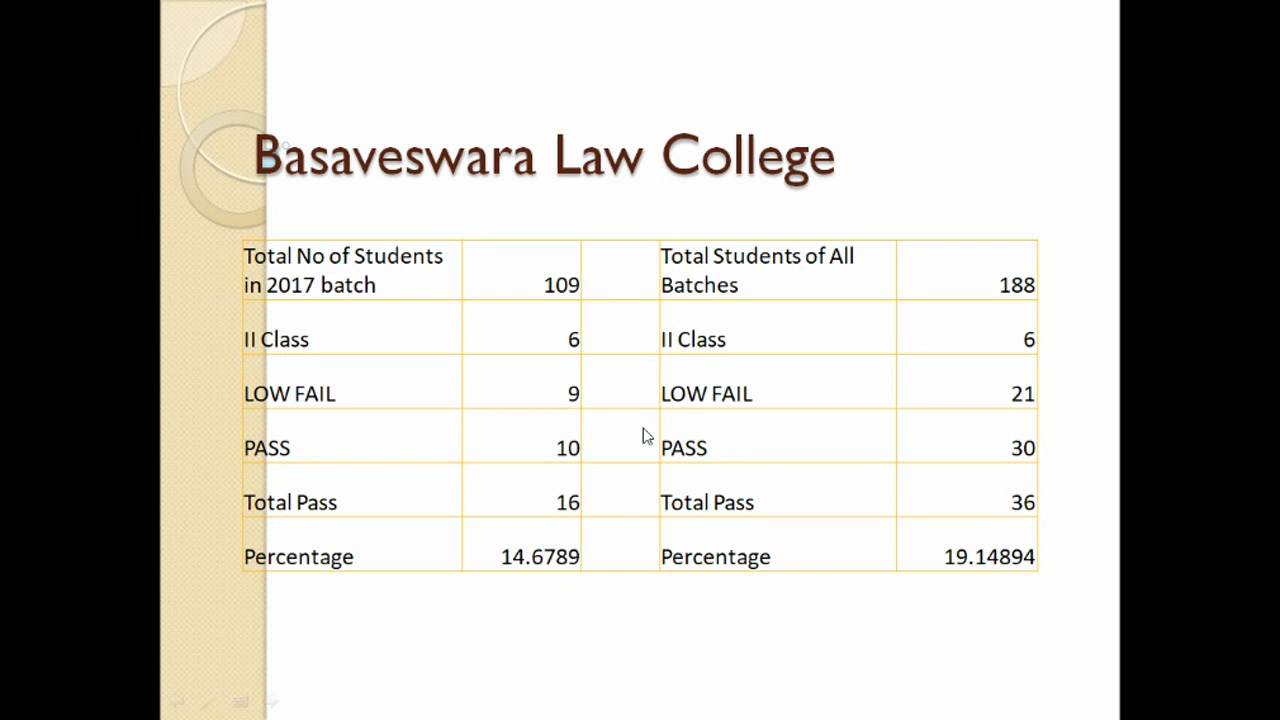 Basaveswara Law College
Total No of Students in 2017 batch 109 Total Students of All Batches 188
II Class 6 II Class 6
LOW FAIL 9 LOW FAIL 21
PASS 10 PASS 30
Total Pass 16 Total Pass 36
Percentage 14.6789 Percentage 19.14894